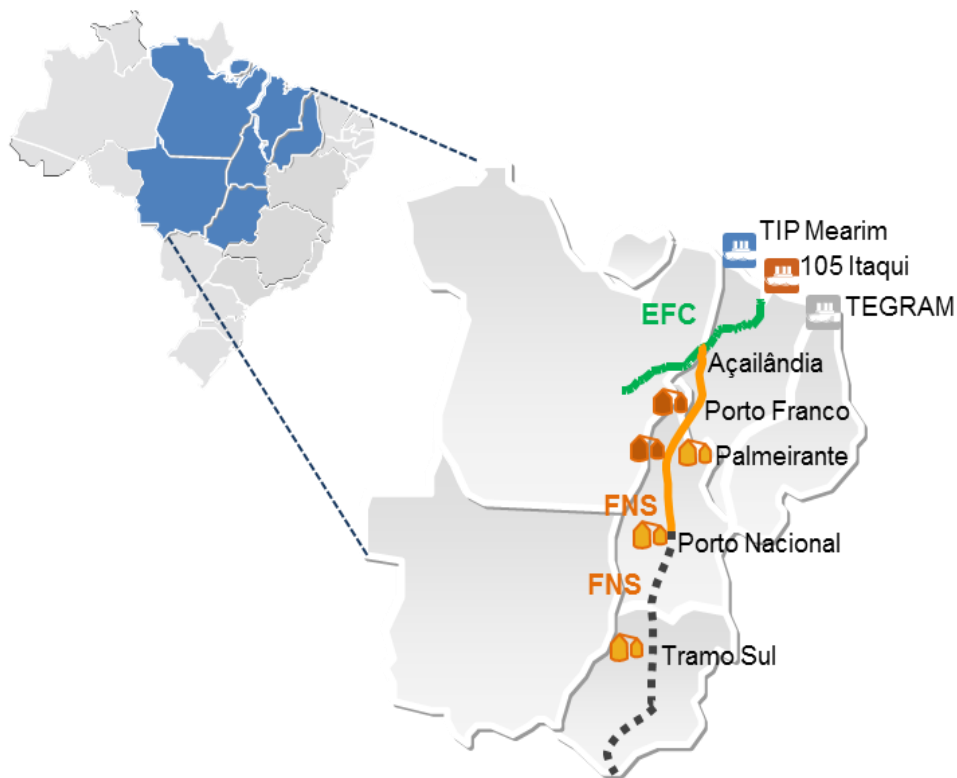 TIP Mearim
105 Itaqui
TEGRAM
EFC
Açailândia
Porto Franco
Palmeirante
FNS
Porto Nacional
FNS
Tramo Sul